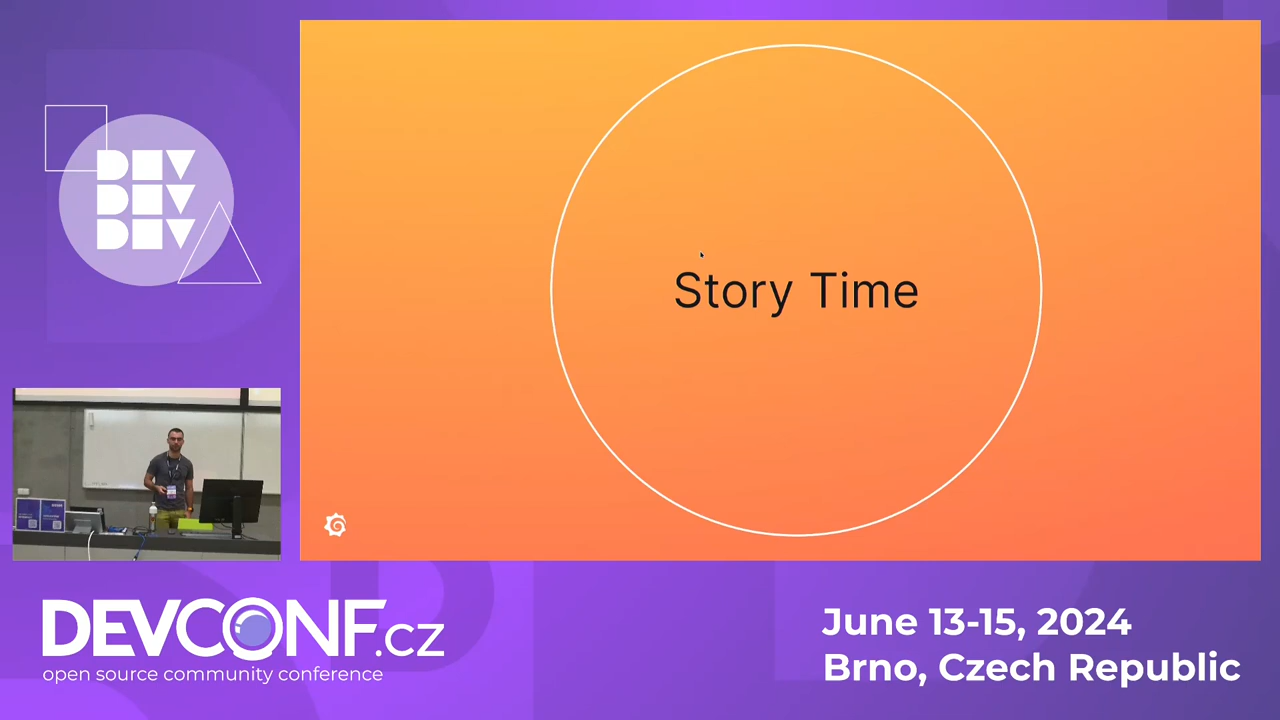 DEV
DEV
DEV
Story Time
DEVCONF.cz
open source community conference
June 13-15, 2024
Brno, Czech Republic